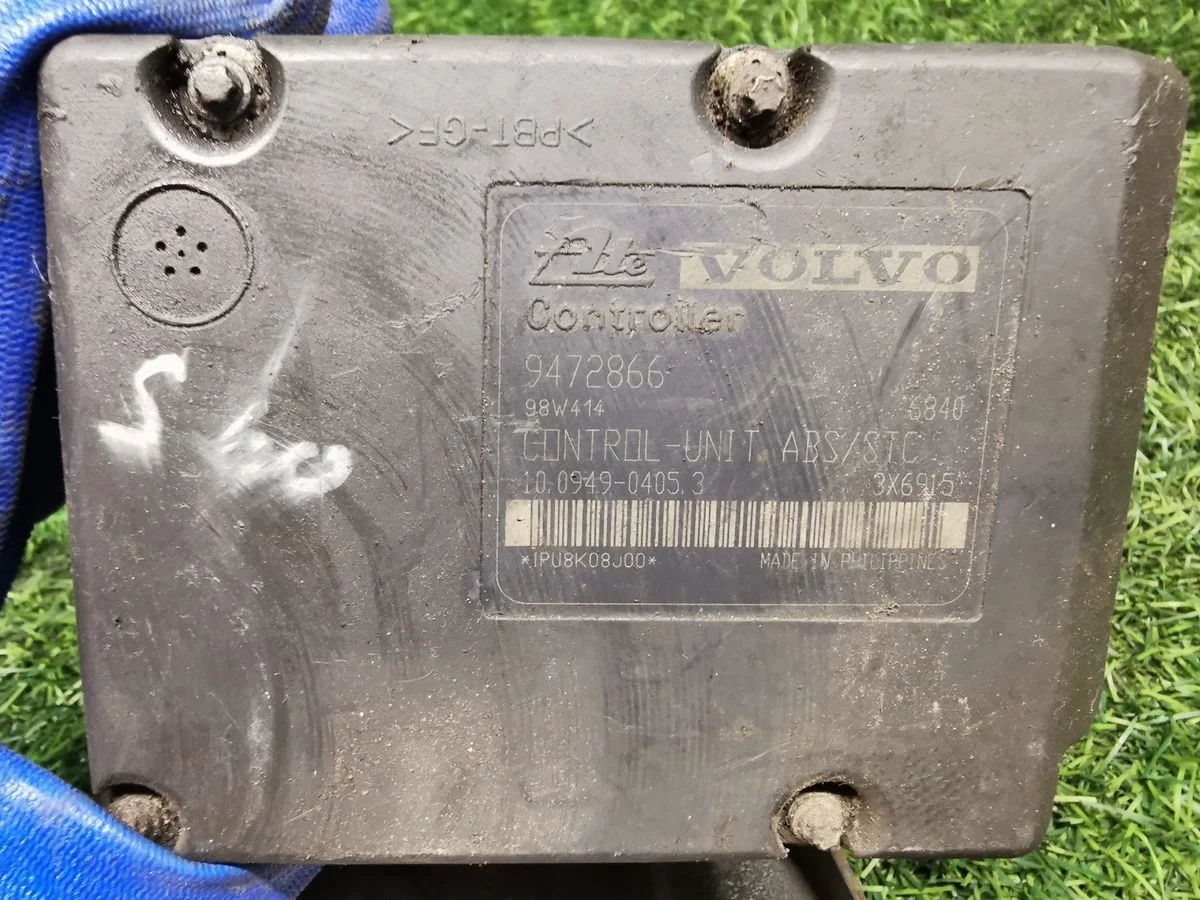 >PBT-GF<
Ate VOLVO
Controller
9472866
98W414 6840
CONTROL-UNIT ABS/STC
10.0949-0405.3 3X6915
*IPU8K08J00* MADE IN PHILIPPINES